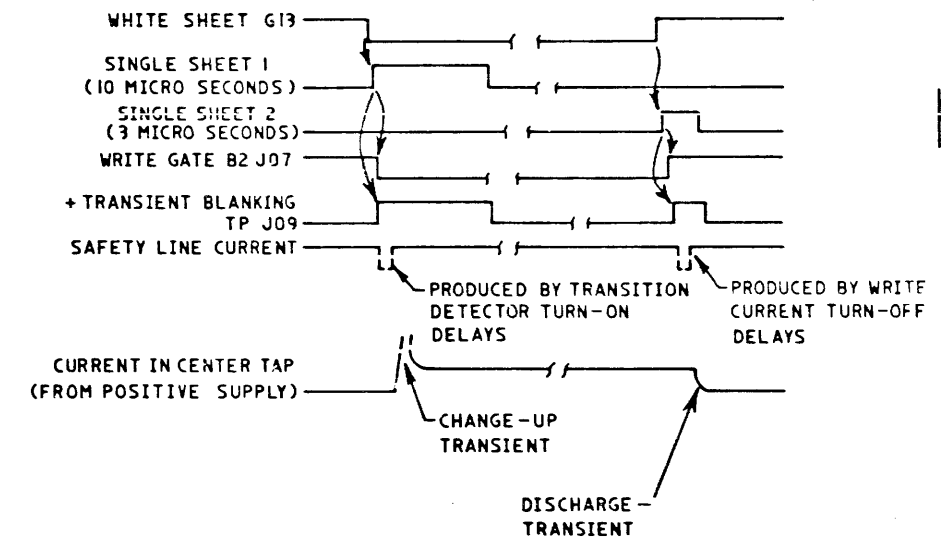 WHITE SHEET G13
SINGLE SHEET 1
(10 MICRO SECONDS)
SINGLE SHEET 2
(3 MICRO SECONDS)
WRITE GATE B2 J07
+ TRANSIENT BLANKING
TP J09
SAFETY LINE CURRENT
PRODUCED BY TRANSITION
DETECTOR TURN-ON
DELAYS
PRODUCED BY WRITE
CURRENT TURN-OFF
DELAYS
CURRENT IN CENTER TAP
(FROM POSITIVE SUPPLY)
CHANGE-UP
TRANSIENT
DISCHARGE-
TRANSIENT